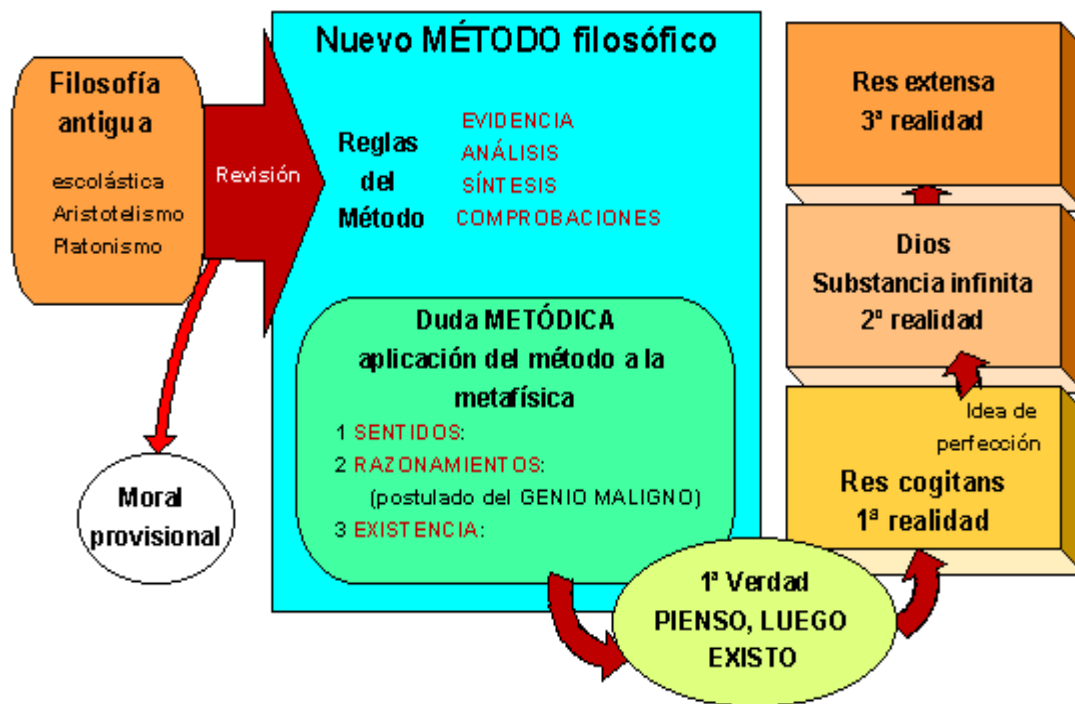 Filosofía
antigua
escolástica
Aristotelismo
Platonismo
Revisión
Moral
provisional
Nuevo MÉTODO filosófico
Reglas
del
Método
EVIDENCIA
ANÁLISIS
SÍNTESIS
COMPROBACIONES
Duda METÓDICA
aplicación del método a la
metafísica
1 SENTIDOS:
2 RAZONAMIENTOS:
(postulado del GENIO MALIGNO)
3 EXISTENCIA:
1ª Verdad
PIENSO, LUEGO
EXISTO
Res extensa
3ª realidad
Dios
Substancia infinita
2º realidad
Idea de
perfección
Res cogitans
1ª realidad